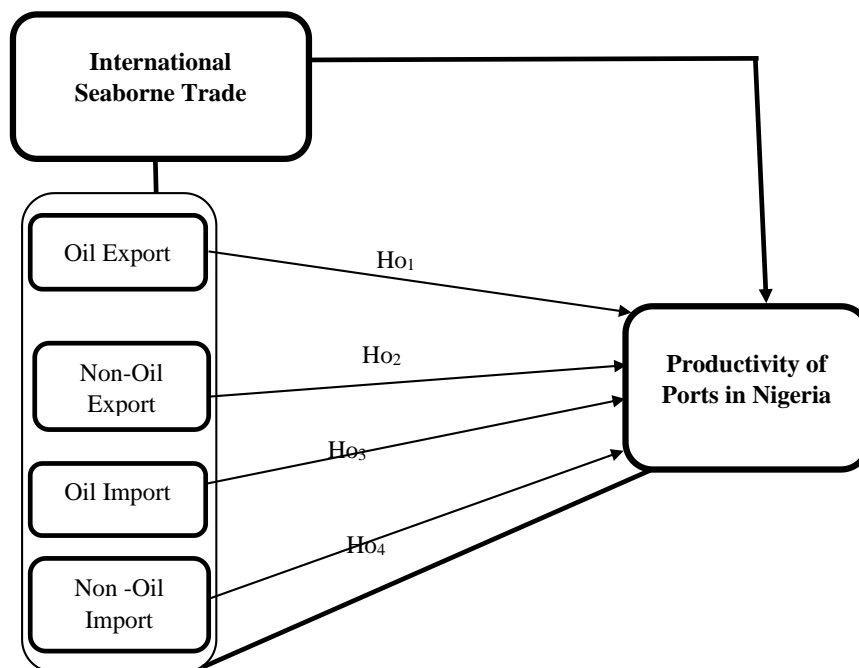 International
Seaborne Trade
Oil Export
Ho₁
Non-Oil
Export
Ho₂
Productivity of
Ports in Nigeria
Oil Import
Ho₃
Non -Oil
Import
Ho₄